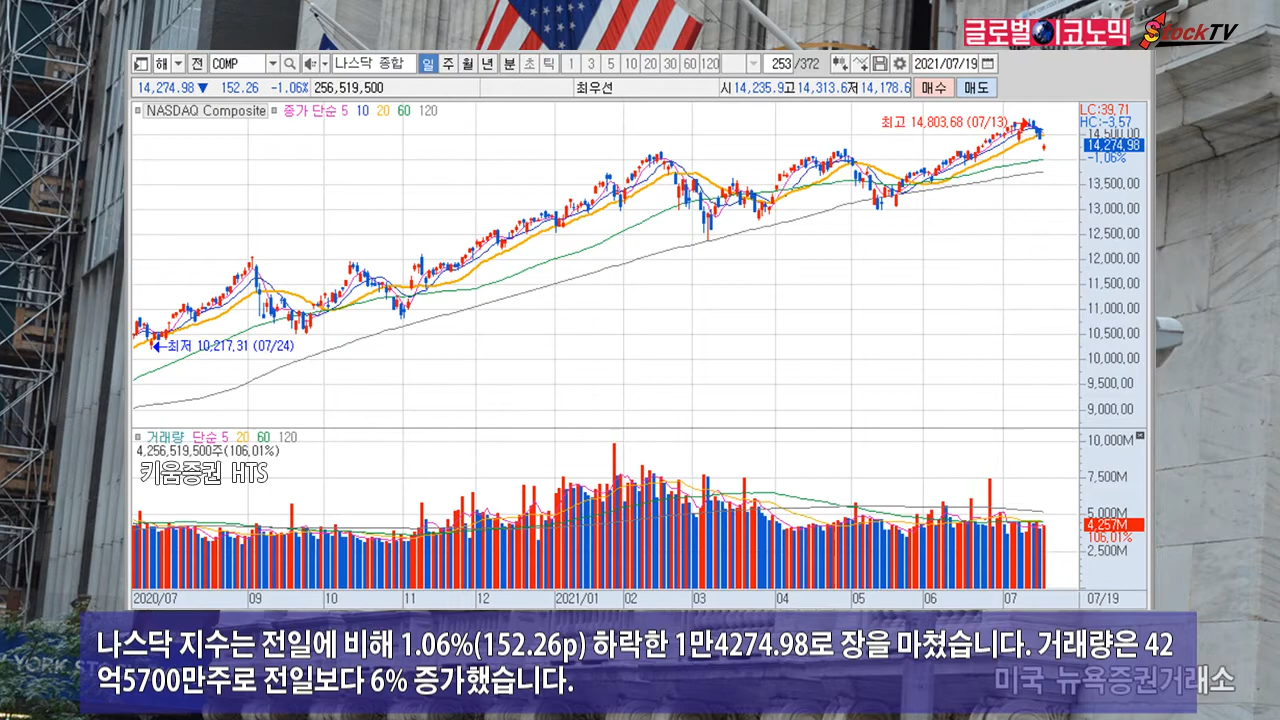 글로벌이코노믹 StockTV
해 전 COMP 나스닥 종합 일 주 월 년 분 초 틱 1 3 5 10 20 30 60 120 253 /372 2021/07/19
14,274.98 ▼ 152.26 -1.06% 256,519,500 최우선 시 14,235.9 고 14,313.6 저 14,178.6 매수 매도
NASDAQ Composite 종가 단순 5 10 20 60 120
LC:39.71
최고 14,803.68 (07/13)
HC:-3.57
14,500.00
14,274.98
-1.06%
13,500.00
13,000.00
12,500.00
12,000.00
11,500.00
11,000.00
10,500.00
최저 10,217.31 (07/24)
10,000.00
9,500.00
9,000.00
거래량 단순 5 20 60 120
10,000M
4,256,519,500주(106.01%)
키움증권 HTS
7,500M
5,000M
4,257M
106.01%
2,500M
2020/07 09 10 11 12 2021/01 02 03 04 05 06 07 07/19
나스닥 지수는 전일에 비해 1.06%(152.26p) 하락한 1만4274.98로 장을 마쳤습니다. 거래량은 42
억5700만주로 전일보다 6% 증가했습니다.
미국 뉴욕증권거래소